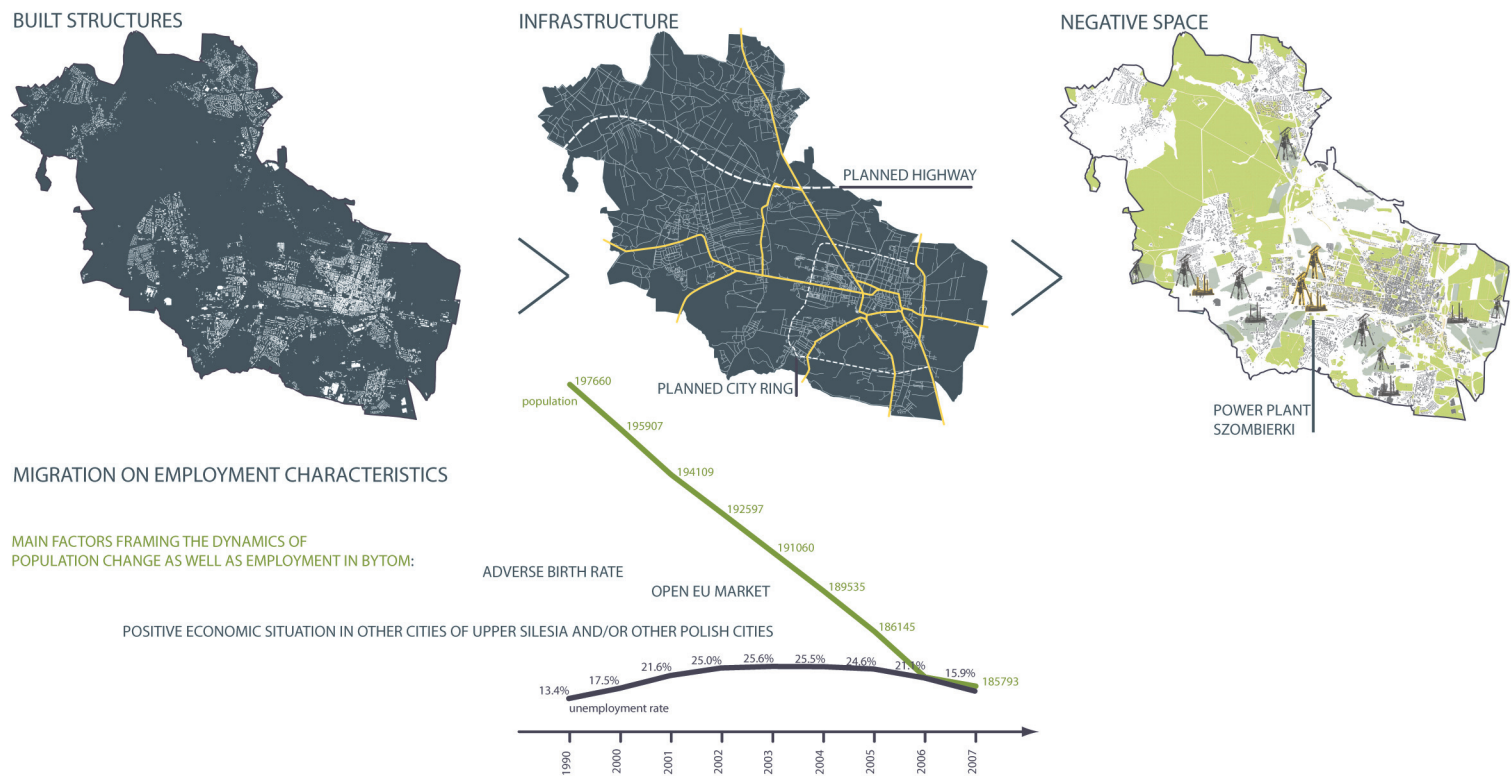 BUILT STRUCTURES
INFRASTRUCTURE
NEGATIVE SPACE
PLANNED HIGHWAY
PLANNED CITY RING
POWER PLANT
SZOMBIERKI
MIGRATION ON EMPLOYMENT CHARACTERISTICS
MAIN FACTORS FRAMING THE DYNAMICS OF
POPULATION CHANGE AS WELL AS EMPLOYMENT IN BYTOM:
ADVERSE BIRTH RATE
OPEN EU MARKET
POSITIVE ECONOMIC SITUATION IN OTHER CITIES OF UPPER SILESIA AND/OR OTHER POLISH CITIES
197660
population
195907
194109
192597
191060
189535
186145
185793
13.4%
17.5%
21.6%
25.0%
25.6%
25.5%
24.6%
21.1%
15.9%
unemployment rate
1990
2000
2001
2002
2003
2004
2005
2006
2007